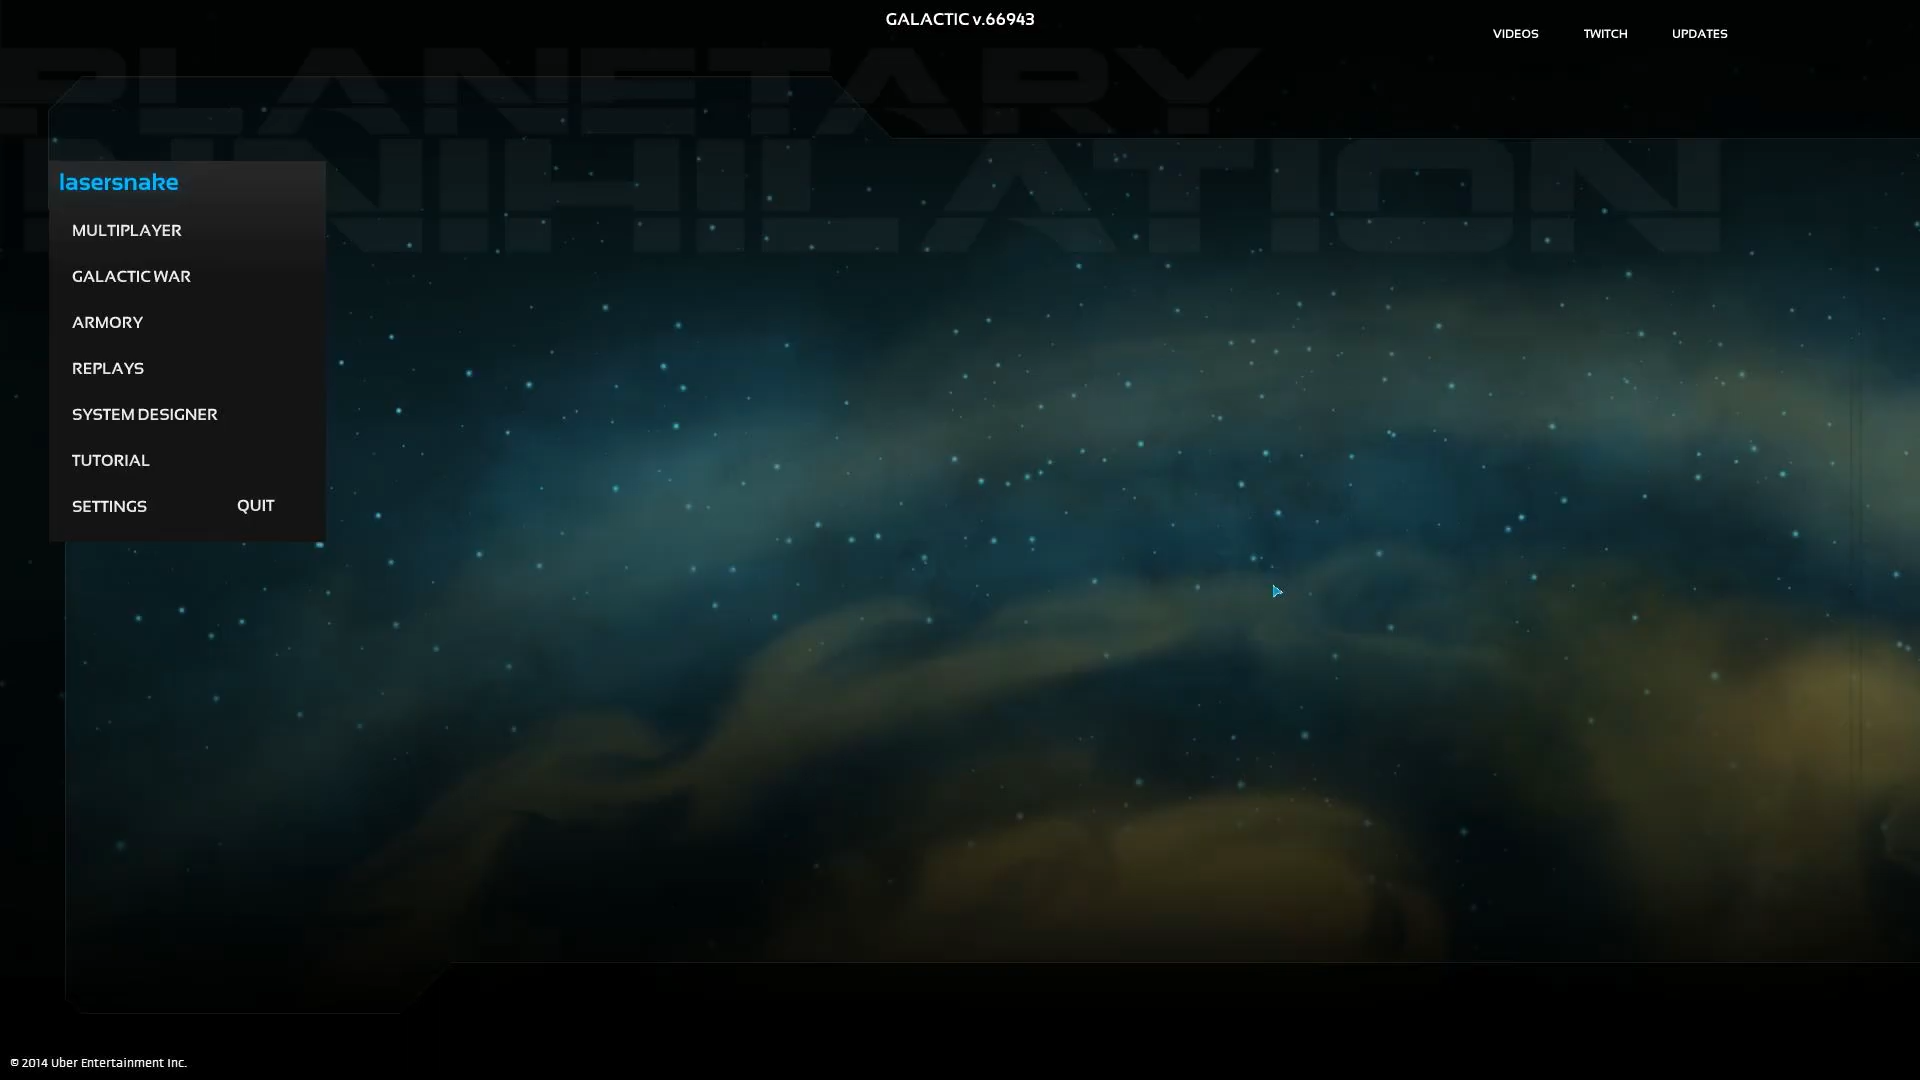 GALACTIC v.66943
VIDEOS TWITCH UPDATES
PLANETARY
NNIHILATION
lasersnake
MULTIPLAYER
GALACTIC WAR
ARMORY
REPLAYS
SYSTEM DESIGNER
TUTORIAL
SETTINGS QUIT
© 2014 Uber Entertainment Inc.